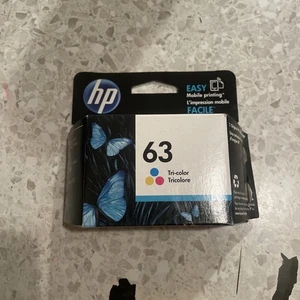 hp
EASY
Mobile printing*
L'impression mobile
FACILE*
63
Tri-color
Tricolore